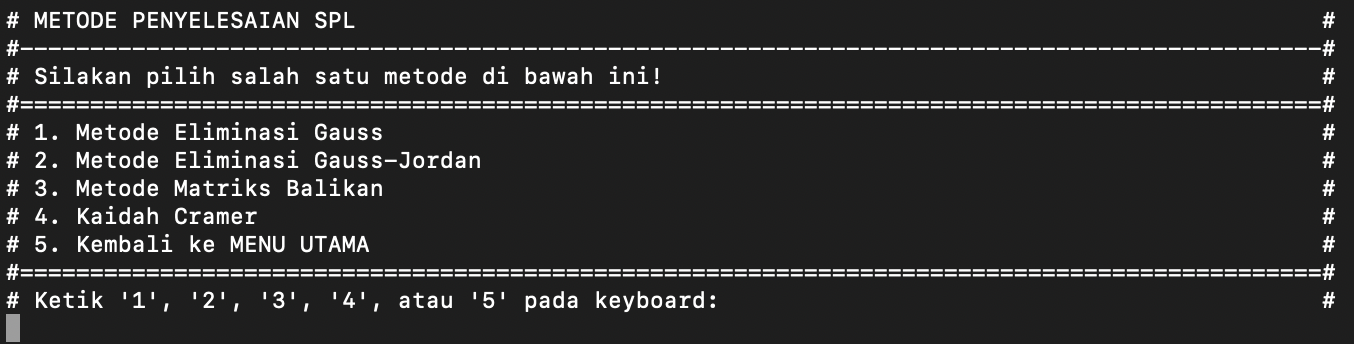 # METODE PENYELESAIAN SPL #
#---------------------------------------------------------------------------------------------#
# Silakan pilih salah satu metode di bawah ini! #
#=============================================================================================#
# 1. Metode Eliminasi Gauss #
# 2. Metode Eliminasi Gauss-Jordan #
# 3. Metode Matriks Balikan #
# 4. Kaidah Cramer #
# 5. Kembali ke MENU UTAMA #
#=============================================================================================#
# Ketik '1', '2', '3', '4', atau '5' pada keyboard: #